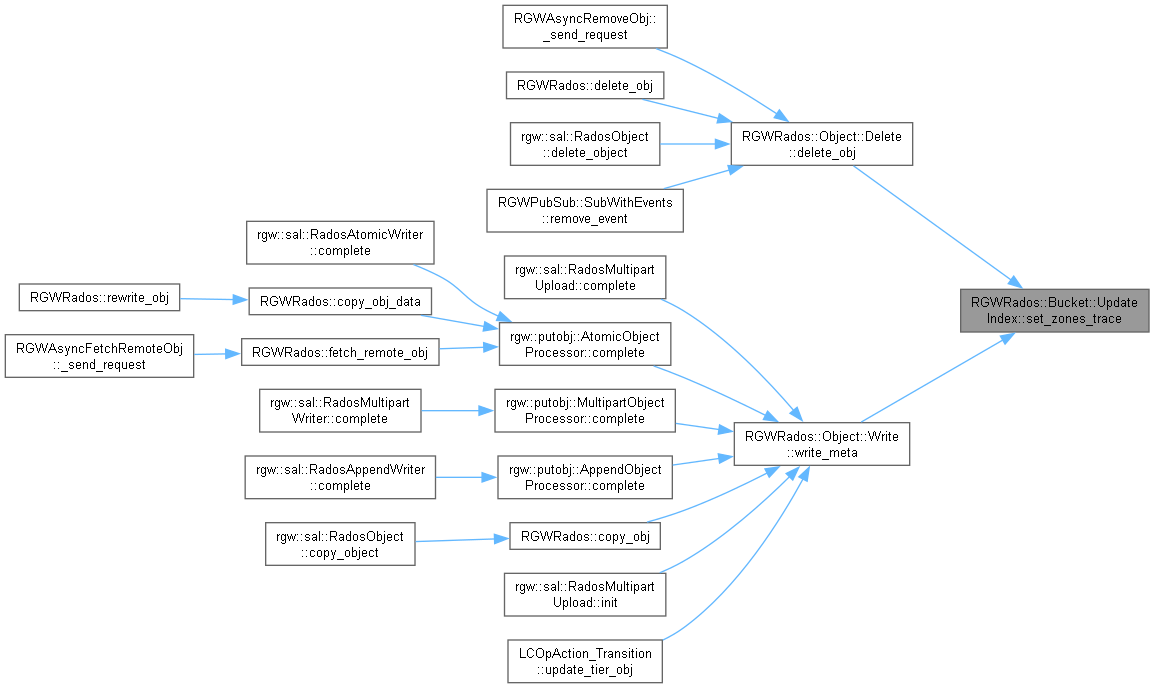 RGWAsyncRemoveObj::
_send_request
RGWRados::delete_obj
rgw::sal::RadosObject
::delete_object
RGWPubSub::SubWithEvents
::remove_event
RGWRados::Object::Delete
::delete_obj
rgw::sal::RadosAtomicWriter
::complete
rgw::sal::RadosMultipart
Upload::complete
RGWRados::rewrite_obj
RGWRados::copy_obj_data
RGWRados::Bucket::Update
Index::set_zones_trace
rgw::putobj::AtomicObject
Processor::complete
RGWAsyncFetchRemoteObj
::_send_request
RGWRados::fetch_remote_obj
rgw::sal::RadosMultipart
Writer::complete
rgw::putobj::MultipartObject
Processor::complete
RGWRados::Object::Write
::write_meta
rgw::sal::RadosAppendWriter
::complete
rgw::putobj::AppendObject
Processor::complete
rgw::sal::RadosObject
::copy_object
RGWRados::copy_obj
rgw::sal::RadosMultipart
Upload::init
LCOpAction_Transition
::update_tier_obj